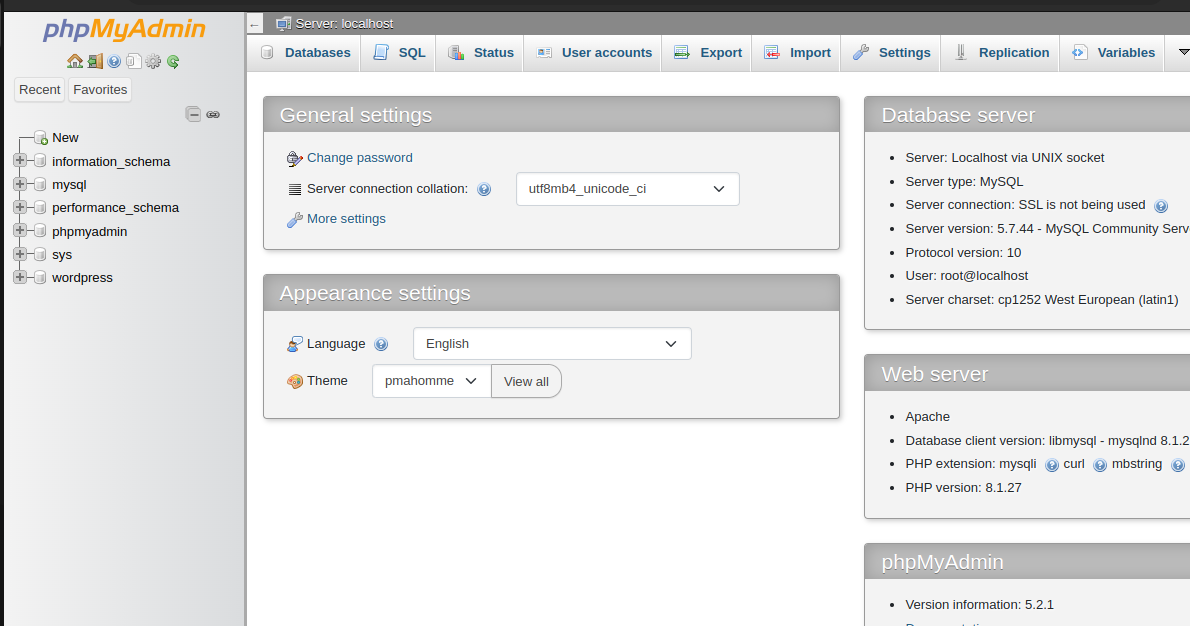 phpMyAdmin
Recent
Favorites
New
information_schema
mysql
performance_schema
phpmyadmin
sys
wordpress
Server: localhost
Databases
SQL
Status
User accounts
Export
Import
Settings
Replication
Variables
General settings
Change password
Server connection collation:
utf8mb4_unicode_ci
More settings
Appearance settings
Language
English
Theme
pmahomme
View all
Database server
Server: Localhost via UNIX socket
Server type: MySQL
Server connection: SSL is not being used
Server version: 5.7.44 - MySQL Community Serv
Protocol version: 10
User: root@localhost
Server charset: cp1252 West European (latin1)
Web server
Apache
Database client version: libmysql - mysqlnd 8.1.2
PHP extension: mysqli curl mbstring
PHP version: 8.1.27
phpMyAdmin
Version information: 5.2.1